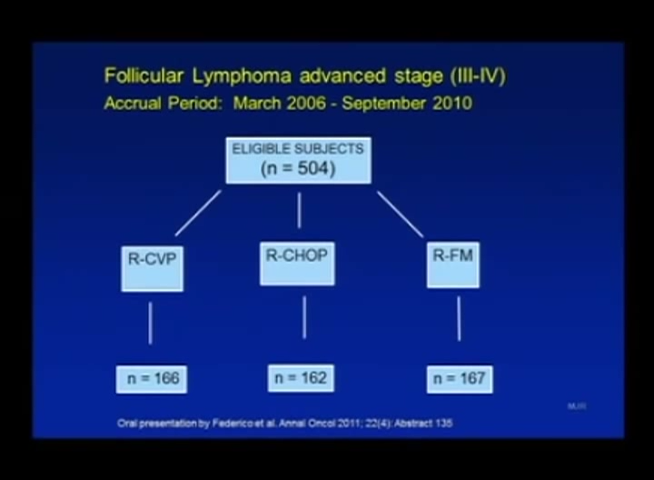 Follicular Lymphoma advanced stage (III-IV)
Accrual Period: March 2006 - September 2010
ELIGIBLE SUBJECTS
(n = 504)
R-CVP
R-CHOP
R-FM
n = 166
n = 162
n = 167
Oral presentation by Federico et al. Annal Oncol 2011; 22(4): Abstract 135